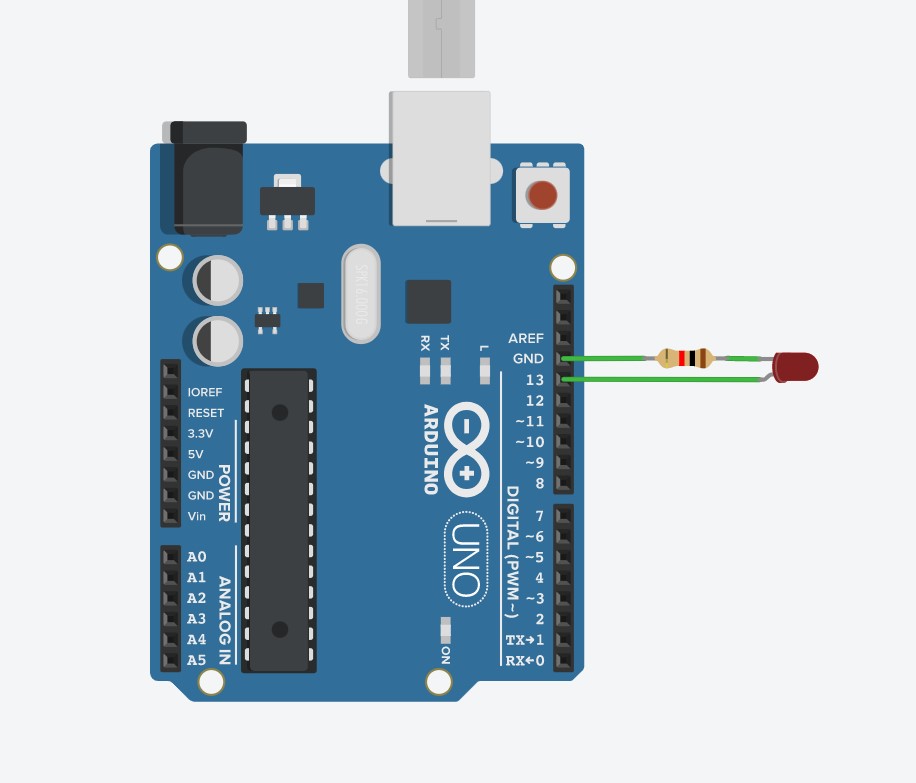 SPK16.000G
RX
TX
L
AREF
GND
13
12
~11
~10
~9
8
7
~6
~5
4
~3
2
TX→1
RX←0
DIGITAL (PWM~)
ARDUINO
UNO
ON
IOREF
RESET
3.3V
5V
GND
GND
Vin
POWER
A0
A1
A2
A3
A4
A5
ANALOG IN